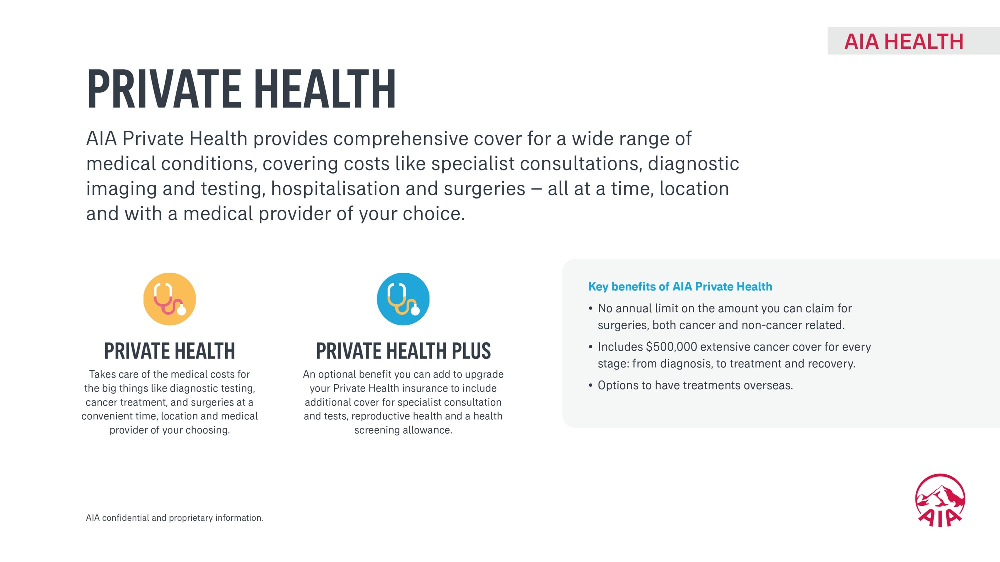 AIA HEALTH
PRIVATE HEALTH
AIA Private Health provides comprehensive cover for a wide range of
medical conditions, covering costs like specialist consultations, diagnostic
imaging and testing, hospitalisation and surgeries – all at a time, location
and with a medical provider of your choice.
PRIVATE HEALTH
Takes care of the medical costs for
the big things like diagnostic testing,
cancer treatment, and surgeries at a
convenient time, location and medical
provider of your choosing.
PRIVATE HEALTH PLUS
An optional benefit you can add to upgrade
your Private Health insurance to include
additional cover for specialist consultation
and tests, reproductive health and a health
screening allowance.
Key benefits of AIA Private Health
• No annual limit on the amount you can claim for
surgeries, both cancer and non-cancer related.
• Includes $500,000 extensive cancer cover for every
stage: from diagnosis, to treatment and recovery.
• Options to have treatments overseas.
AIA confidential and proprietary information.
AIA